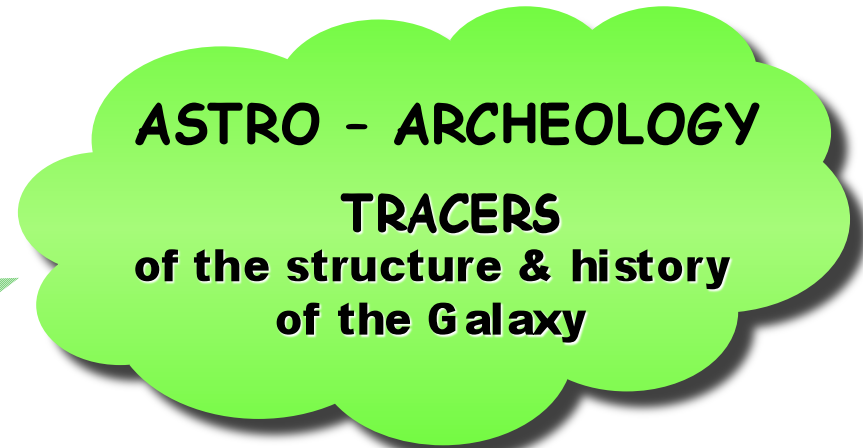 ASTRO - ARCHEOLOGY
TRACERS
of the structure & history
of the Galaxy